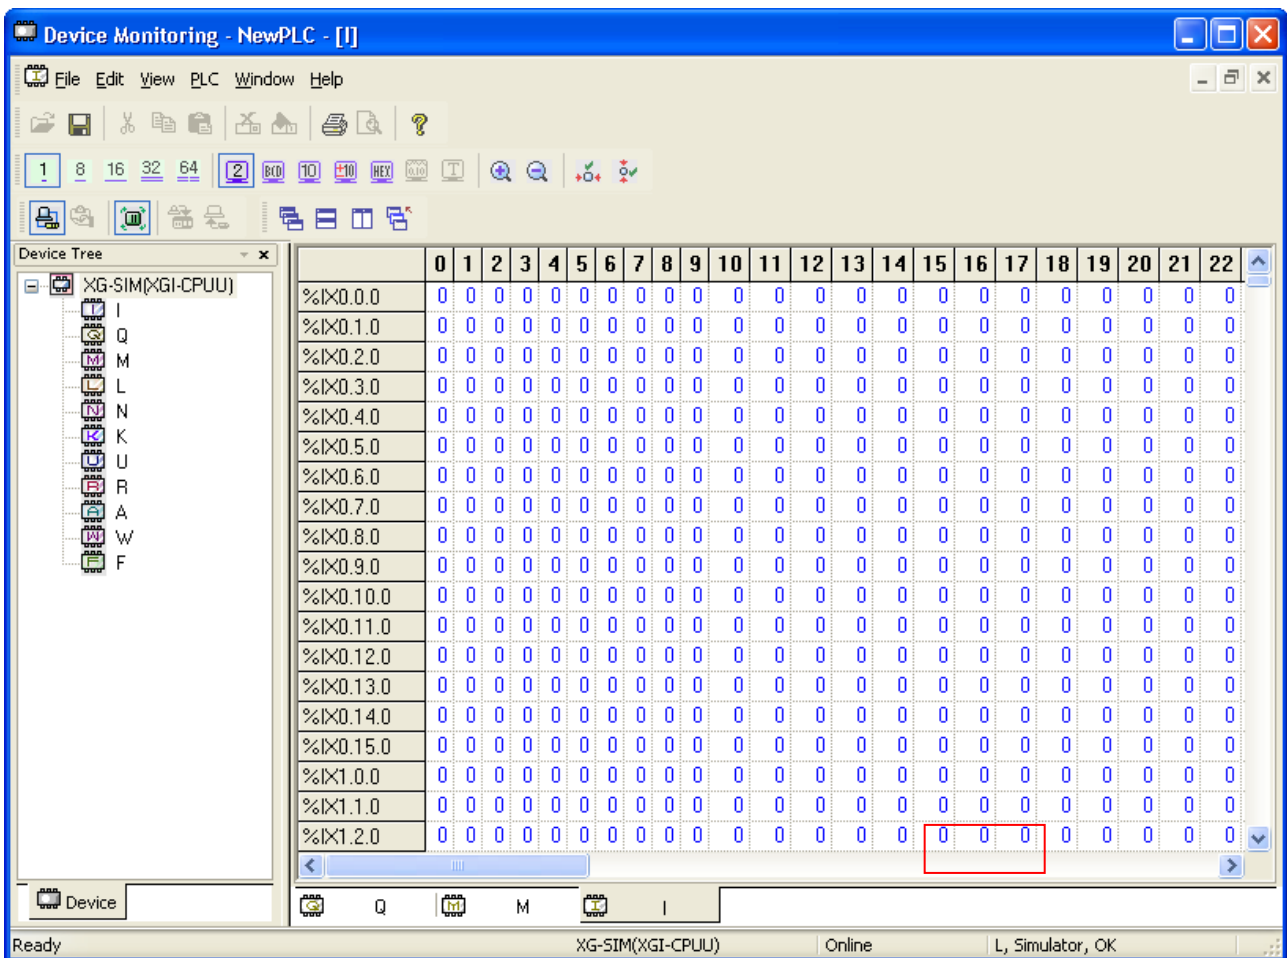 Device Monitoring - NewPLC - [I]
File Edit View PLC Window Help
1 8 16 32 64 2 BCD 10 ±10 HEX 0.10 T
Device Tree
XG-SIM(XGI-CPUU)
I
Q
M
L
N
K
U
R
A
W
F
Device
0 1 2 3 4 5 6 7 8 9 10 11 12 13 14 15 16 17 18 19 20 21 22
%IX0.0.0 0 0 0 0 0 0 0 0 0 0 0 0 0 0 0 0 0 0 0 0 0 0 0
%IX0.1.0 0 0 0 0 0 0 0 0 0 0 0 0 0 0 0 0 0 0 0 0 0 0 0
%IX0.2.0 0 0 0 0 0 0 0 0 0 0 0 0 0 0 0 0 0 0 0 0 0 0 0
%IX0.3.0 0 0 0 0 0 0 0 0 0 0 0 0 0 0 0 0 0 0 0 0 0 0 0
%IX0.4.0 0 0 0 0 0 0 0 0 0 0 0 0 0 0 0 0 0 0 0 0 0 0 0
%IX0.5.0 0 0 0 0 0 0 0 0 0 0 0 0 0 0 0 0 0 0 0 0 0 0 0
%IX0.6.0 0 0 0 0 0 0 0 0 0 0 0 0 0 0 0 0 0 0 0 0 0 0 0
%IX0.7.0 0 0 0 0 0 0 0 0 0 0 0 0 0 0 0 0 0 0 0 0 0 0 0
%IX0.8.0 0 0 0 0 0 0 0 0 0 0 0 0 0 0 0 0 0 0 0 0 0 0 0
%IX0.9.0 0 0 0 0 0 0 0 0 0 0 0 0 0 0 0 0 0 0 0 0 0 0 0
%IX0.10.0 0 0 0 0 0 0 0 0 0 0 0 0 0 0 0 0 0 0 0 0 0 0 0
%IX0.11.0 0 0 0 0 0 0 0 0 0 0 0 0 0 0 0 0 0 0 0 0 0 0 0
%IX0.12.0 0 0 0 0 0 0 0 0 0 0 0 0 0 0 0 0 0 0 0 0 0 0 0
%IX0.13.0 0 0 0 0 0 0 0 0 0 0 0 0 0 0 0 0 0 0 0 0 0 0 0
%IX0.14.0 0 0 0 0 0 0 0 0 0 0 0 0 0 0 0 0 0 0 0 0 0 0 0
%IX0.15.0 0 0 0 0 0 0 0 0 0 0 0 0 0 0 0 0 0 0 0 0 0 0 0
%IX1.0.0 0 0 0 0 0 0 0 0 0 0 0 0 0 0 0 0 0 0 0 0 0 0 0
%IX1.1.0 0 0 0 0 0 0 0 0 0 0 0 0 0 0 0 0 0 0 0 0 0 0 0
%IX1.2.0 0 0 0 0 0 0 0 0 0 0 0 0 0 0 0 0 0 0 0 0 0 0 0
Q M I
Ready XG-SIM(XGI-CPUU) Online L, Simulator, OK